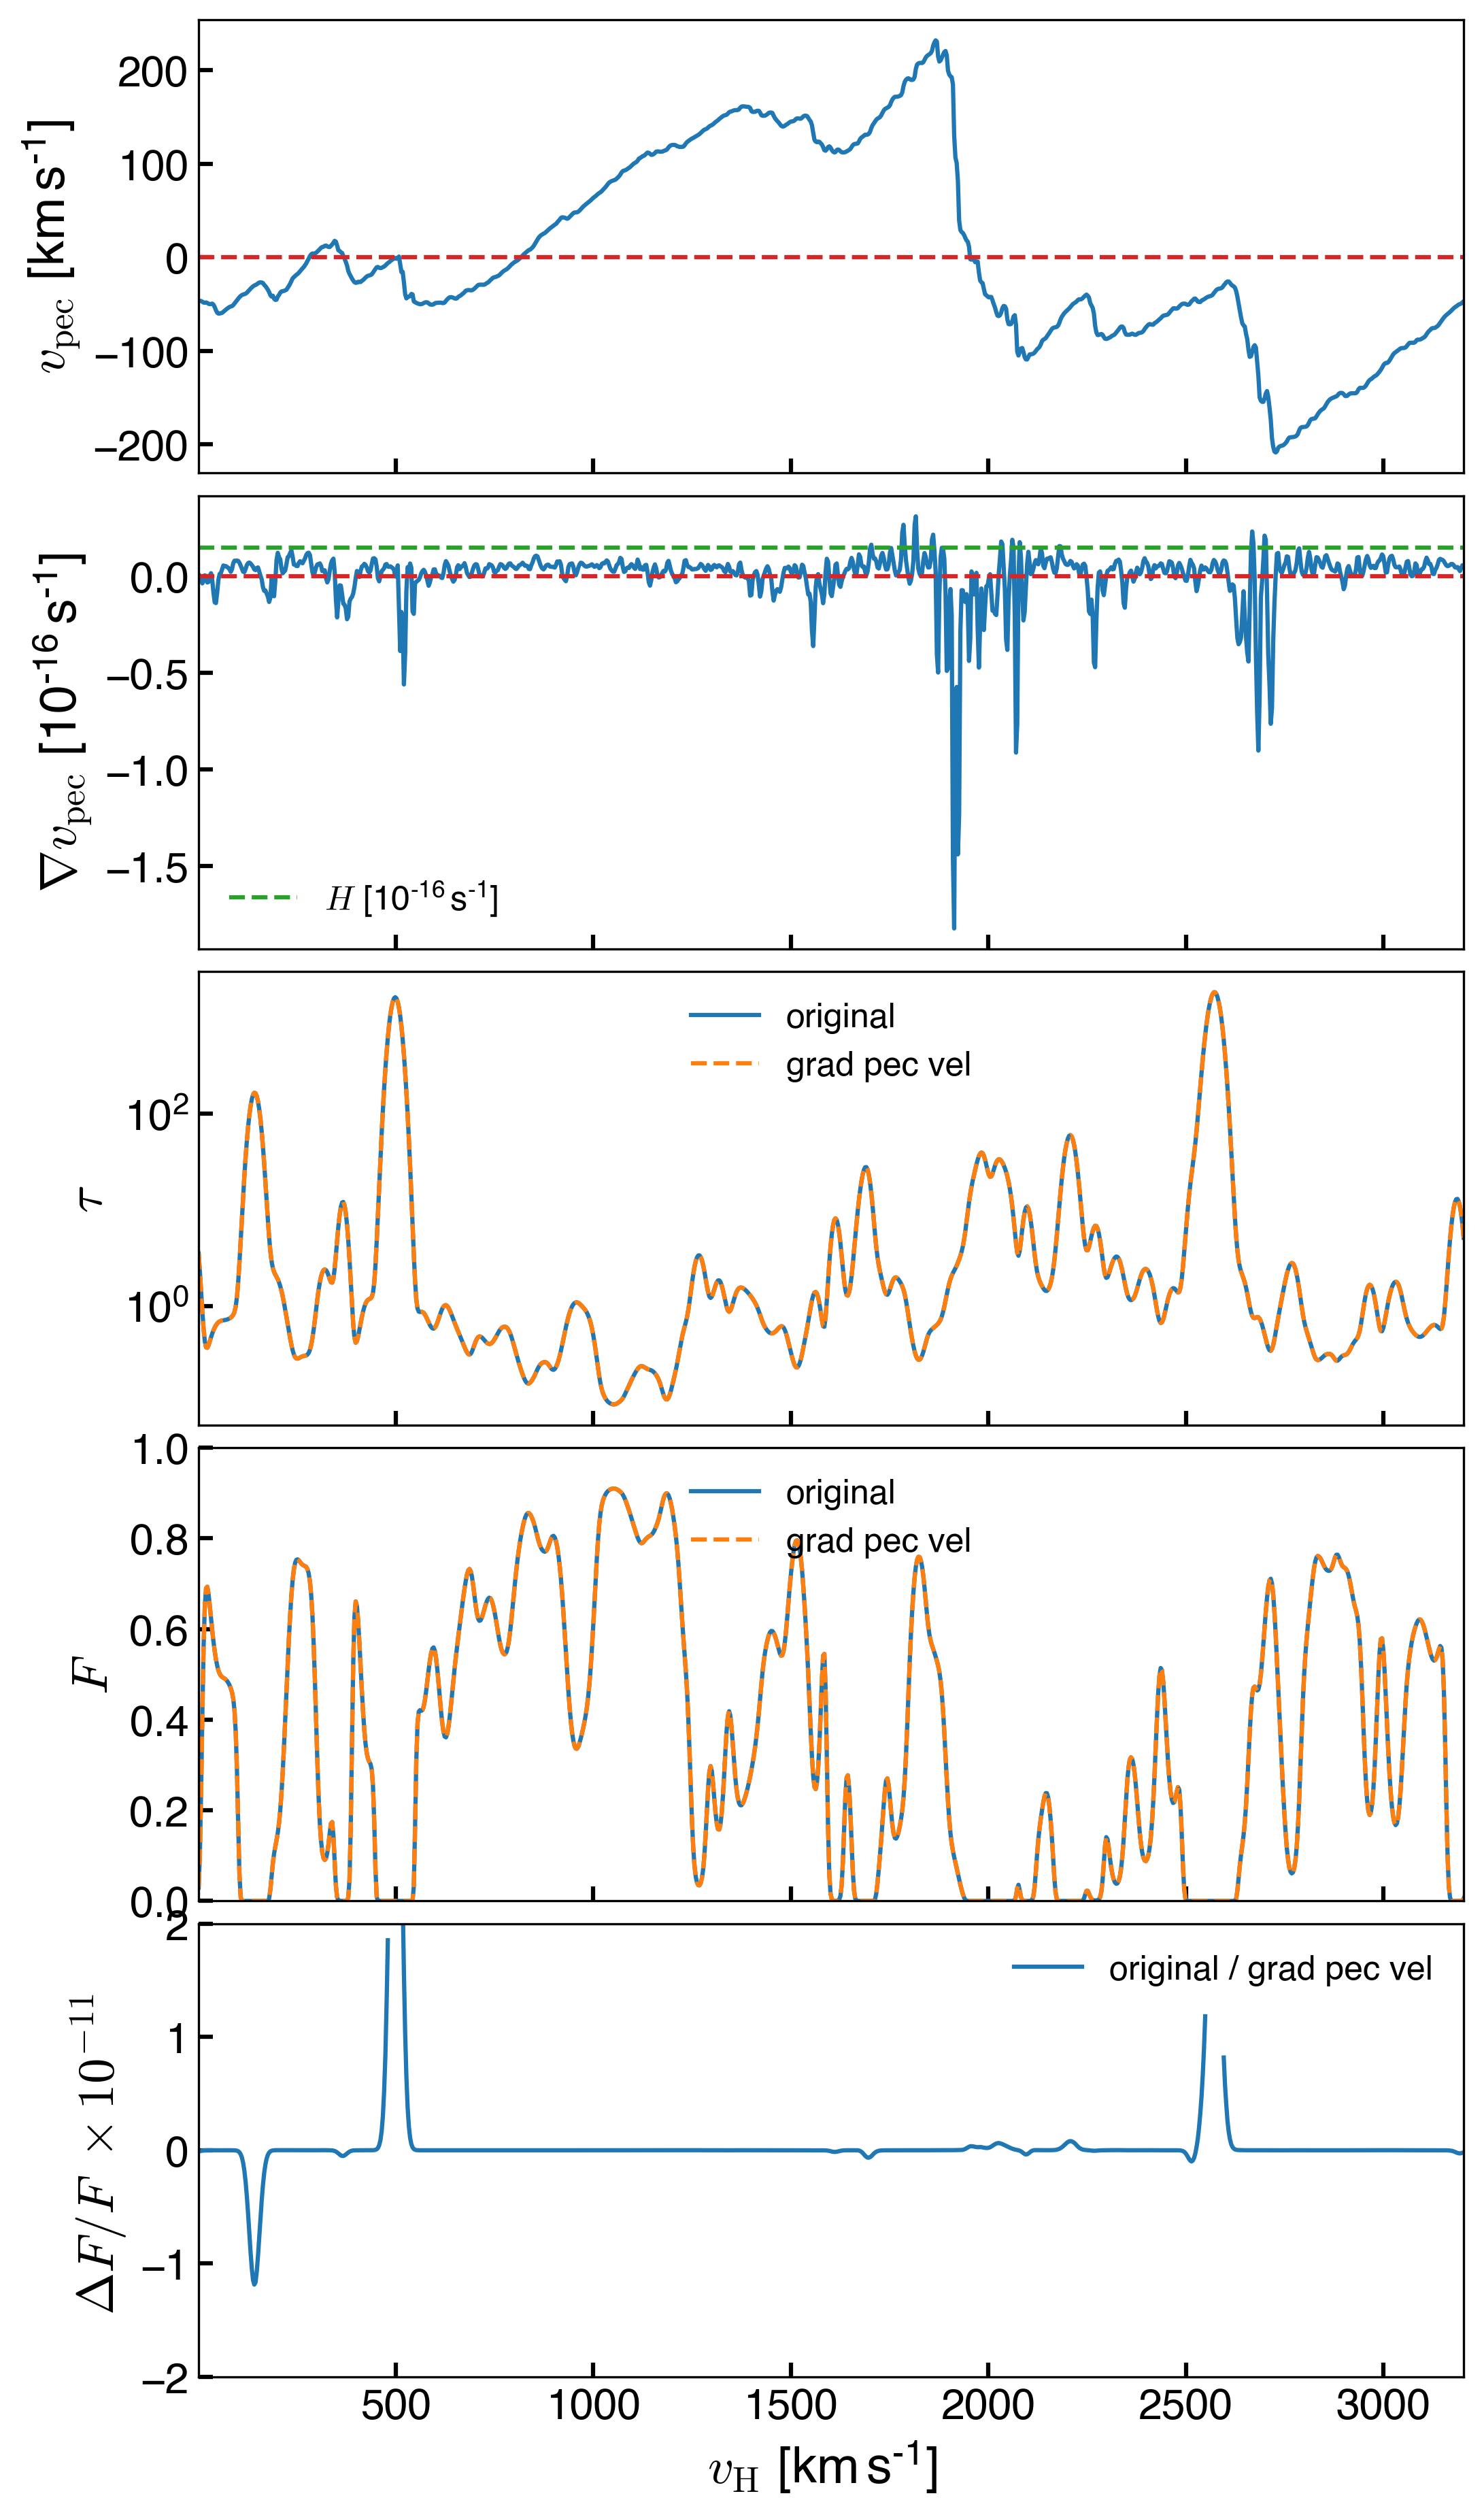 v_pec [km s^-1]
200
100
0
−100
−200
∇v_pec [10^-16 s^-1]
0.0
−0.5
−1.0
−1.5
H [10^-16 s^-1]
τ
10^2
10^0
original
grad pec vel
F
1.0
0.8
0.6
0.4
0.2
0.0
original
grad pec vel
ΔF/F × 10^−11
2
1
0
−1
−2
original / grad pec vel
500 1000 1500 2000 2500 3000
v_H [km s^-1]